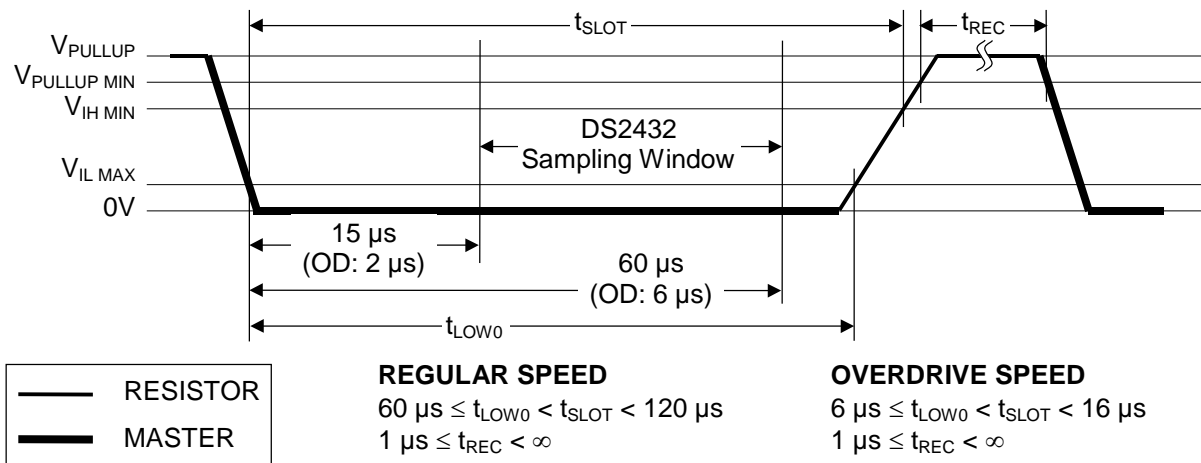 tSLOT
tREC
VPULLUP
VPULLUP MIN
VIH MIN
DS2432
Sampling Window
VIL MAX
0V
15 µs
(OD: 2 µs)
60 µs
(OD: 6 µs)
tLOW0
RESISTOR
MASTER
REGULAR SPEED
60 µs ≤ tLOW0 < tSLOT < 120 µs
1 µs ≤ tREC < ∞
OVERDRIVE SPEED
6 µs ≤ tLOW0 < tSLOT < 16 µs
1 µs ≤ tREC < ∞